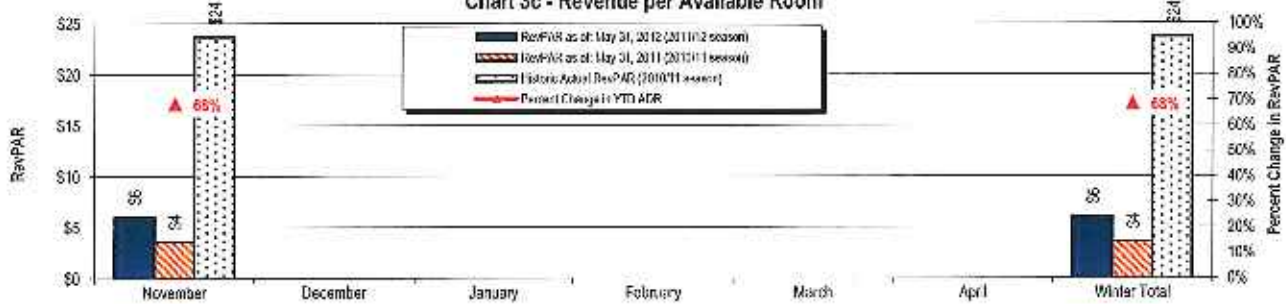 Chart 3c - Revenue per Available Room
RevPAR as of: May 31, 2012 (2011/12 season)
RevPAR as of: May 31, 2011 (2010/11 season)
Historic Actual RevPAR (2010/11 season)
Percent Change in YTD ADR
RevPAR
$25
$20
$15
$10
$5
$0
$6
$4
$24
68%
$6
$4
$24
68%
November
December
January
February
March
April
Winter Total
100%
90%
80%
70%
60%
50%
40%
30%
20%
10%
0%
Percent Change in RevPAR